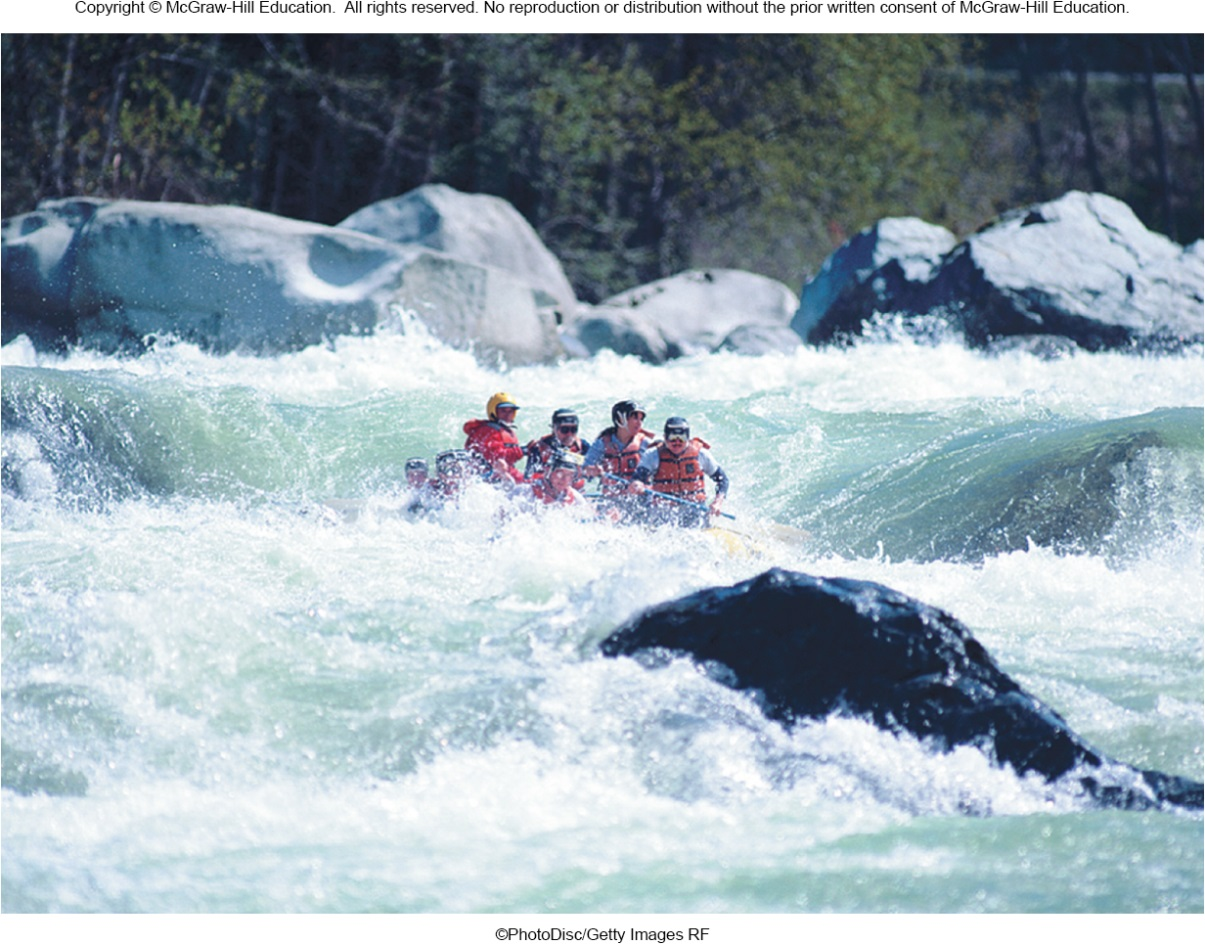 Copyright © McGraw-Hill Education.  All rights reserved. No reproduction or distribution without the prior written consent of McGraw-Hill Education.
©PhotoDisc/Getty Images RF